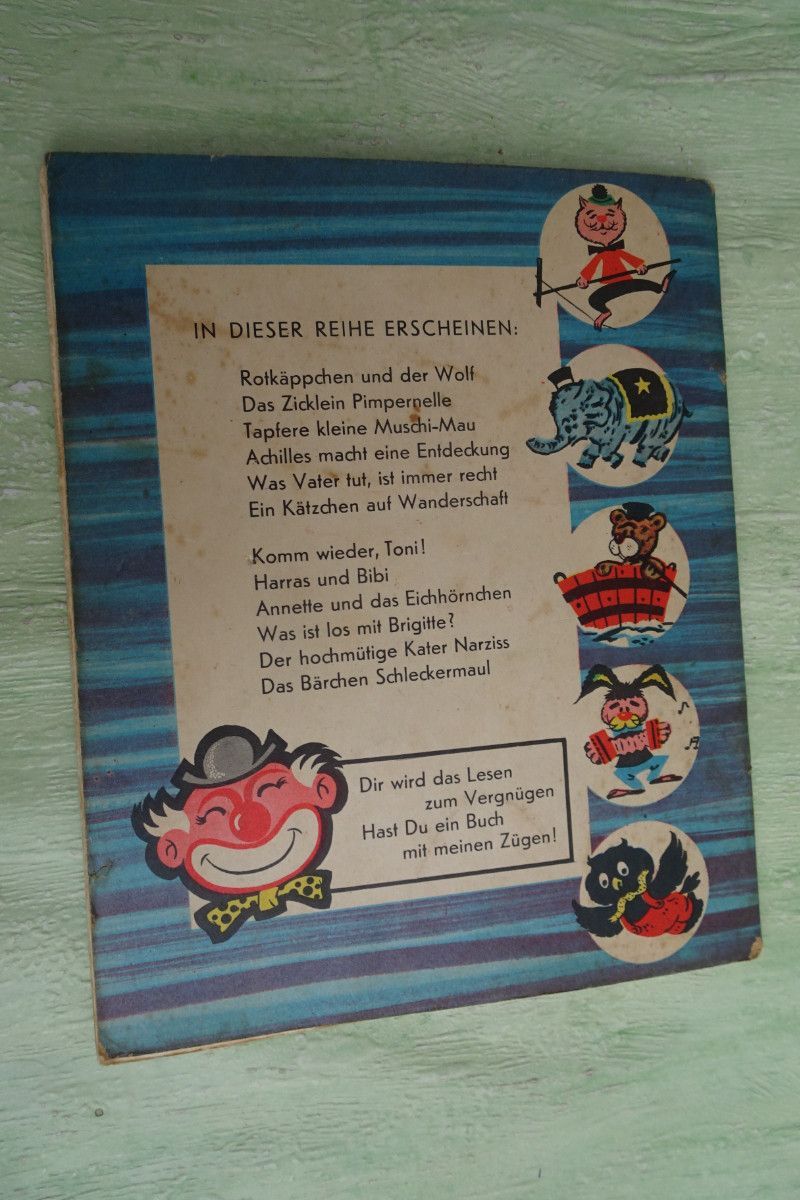 IN DIESER REIHE ERSCHEINEN:
Rotkäppchen und der Wolf
Das Zicklein Pimpernelle
Tapfere kleine Muschi-Mau
Achilles macht eine Entdeckung
Was Vater tut, ist immer recht
Ein Kätzchen auf Wanderschaft
Komm wieder, Toni!
Harras und Bibi
Annette und das Eichhörnchen
Was ist los mit Brigitte?
Der hochmütige Kater Narziss
Das Bärchen Schleckermaul
Dir wird das Lesen
zum Vergnügen
Hast Du ein Buch
mit meinen Zügen!